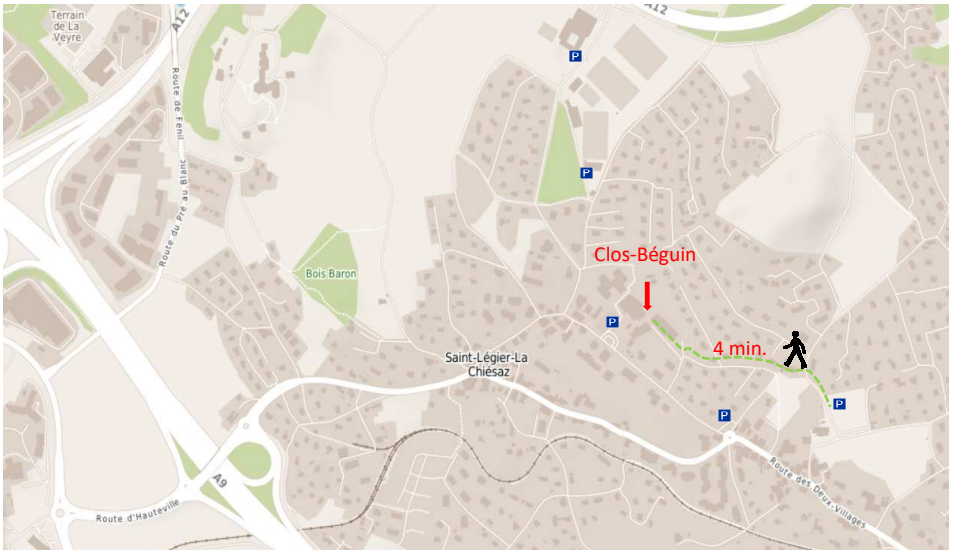 Terrain
de La
Veyre
A12
A12
P
Route de Fenil
P
Route du Pré au Blanc
Clos-Béguin
Bois Baron
P
4 min.
Saint-Légier-La
Chiésaz
P
P
A9
Route des Deux-Villages
Route d'Hauteville